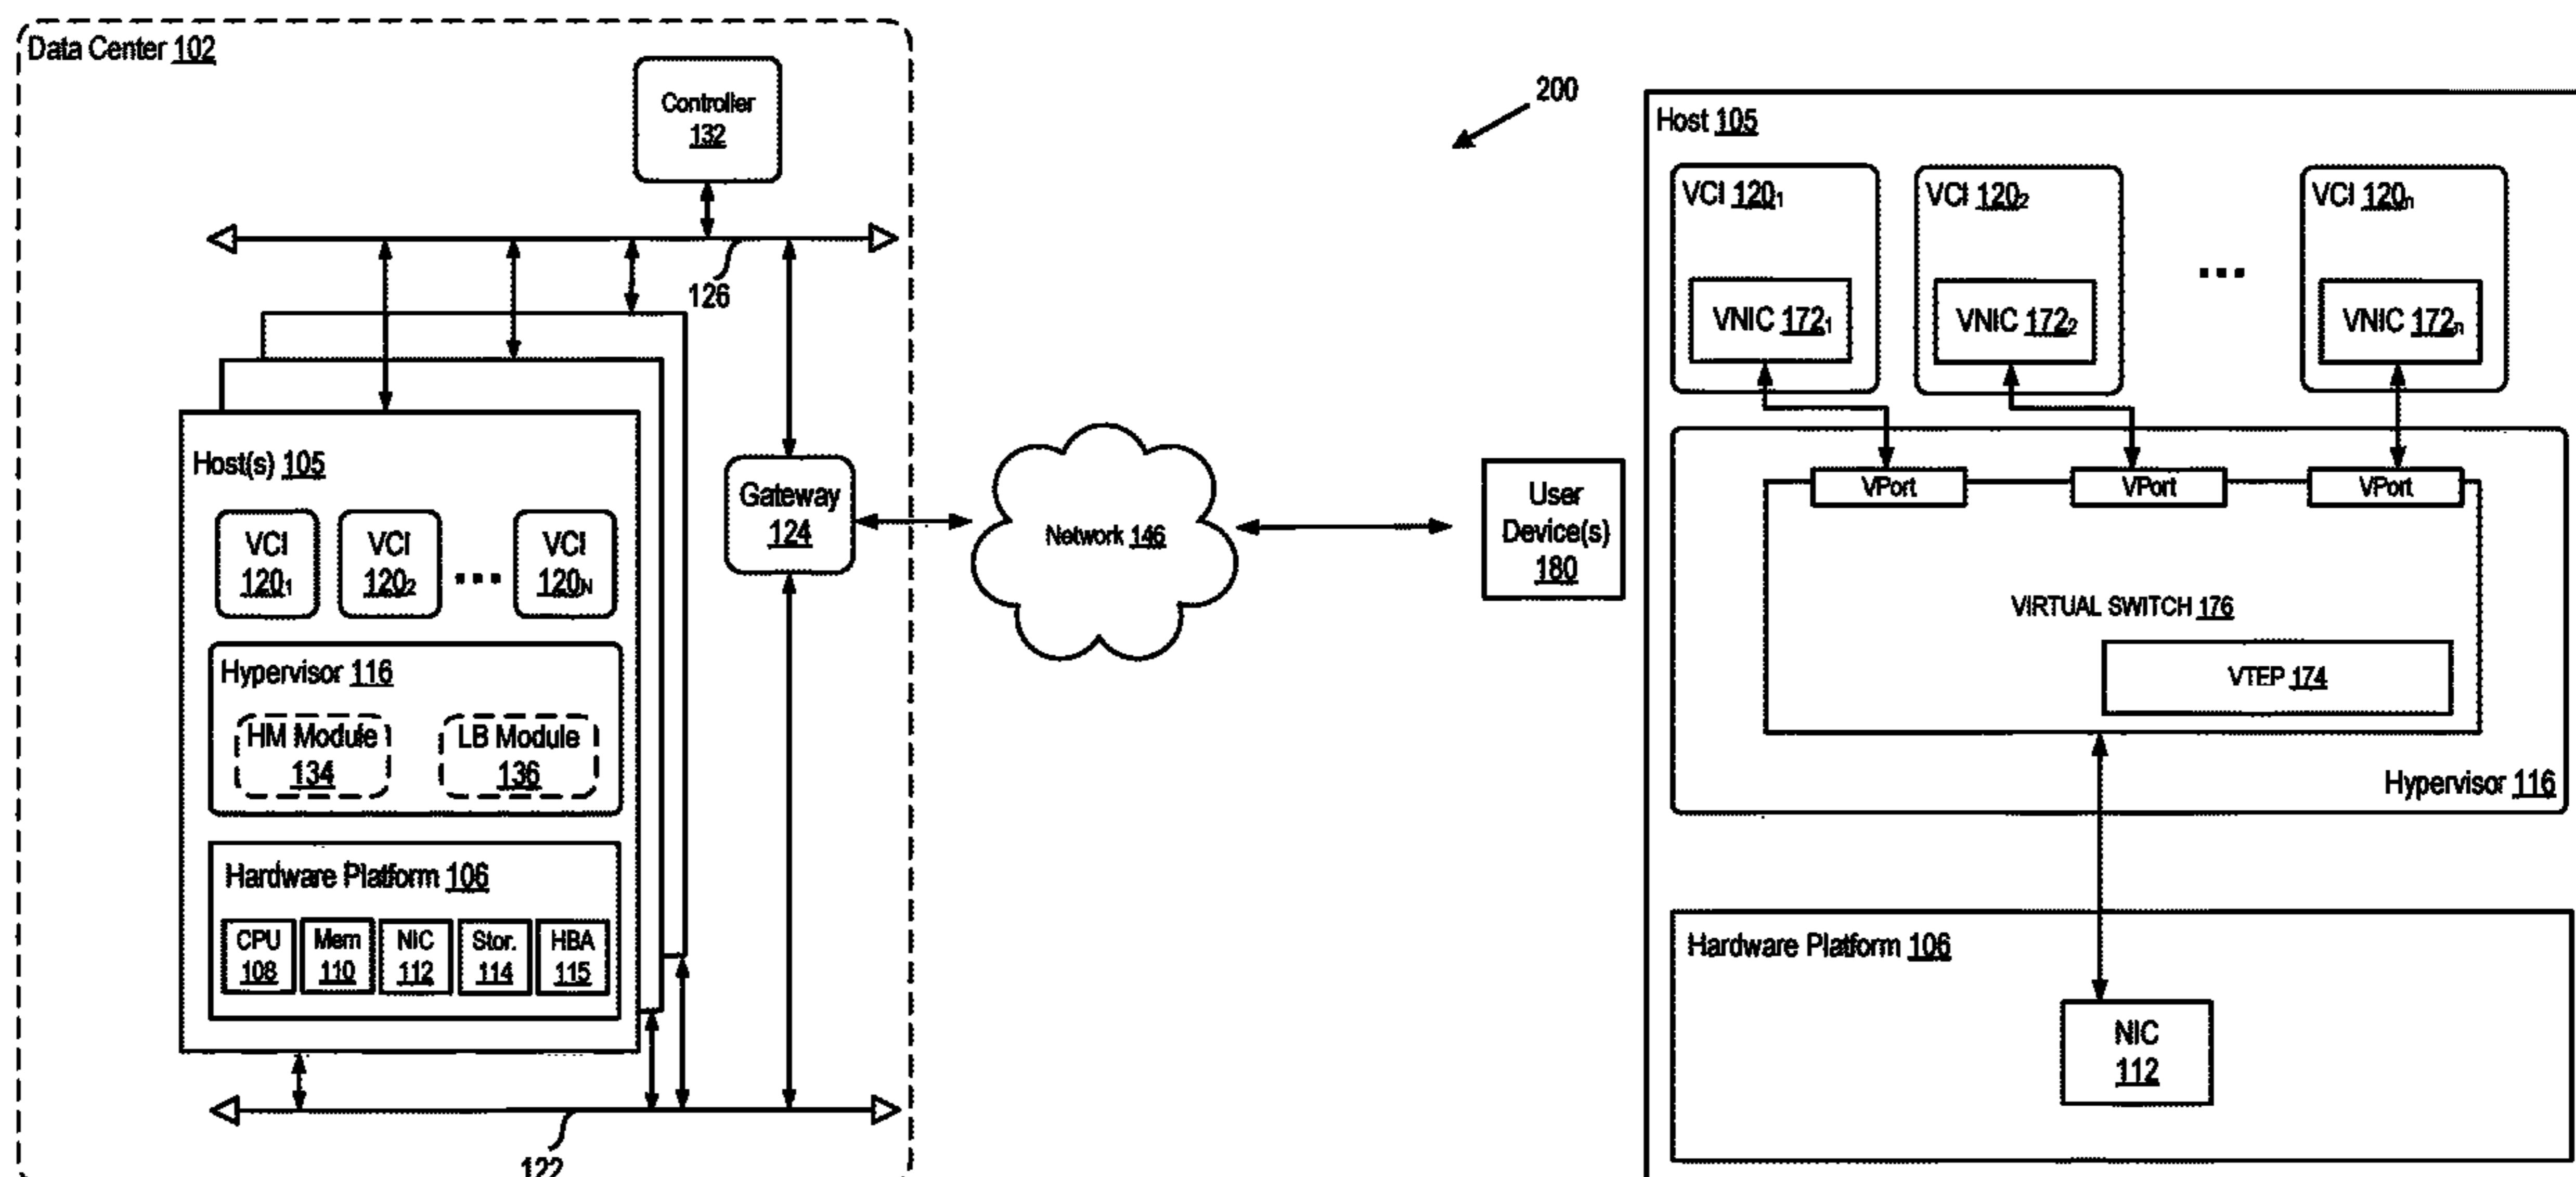 Data Center 102
Controller
132
126
Host(s) 105
VCI
120₁
VCI
120₂
...
VCI
120N
Hypervisor 116
HM Module
134
LB Module
136
Hardware Platform 106
CPU
108
Mem
110
NIC
112
Stor.
114
HBA
115
122
Gateway
124
Network 146
User
Device(s)
180
200
Host 105
VCI 120₁
VCI 120₂
...
VCI 120n
VNIC 172₁
VNIC 172₂
VNIC 172n
VPort
VPort
VPort
VIRTUAL SWITCH 176
VTEP 174
Hypervisor 116
Hardware Platform 106
NIC
112